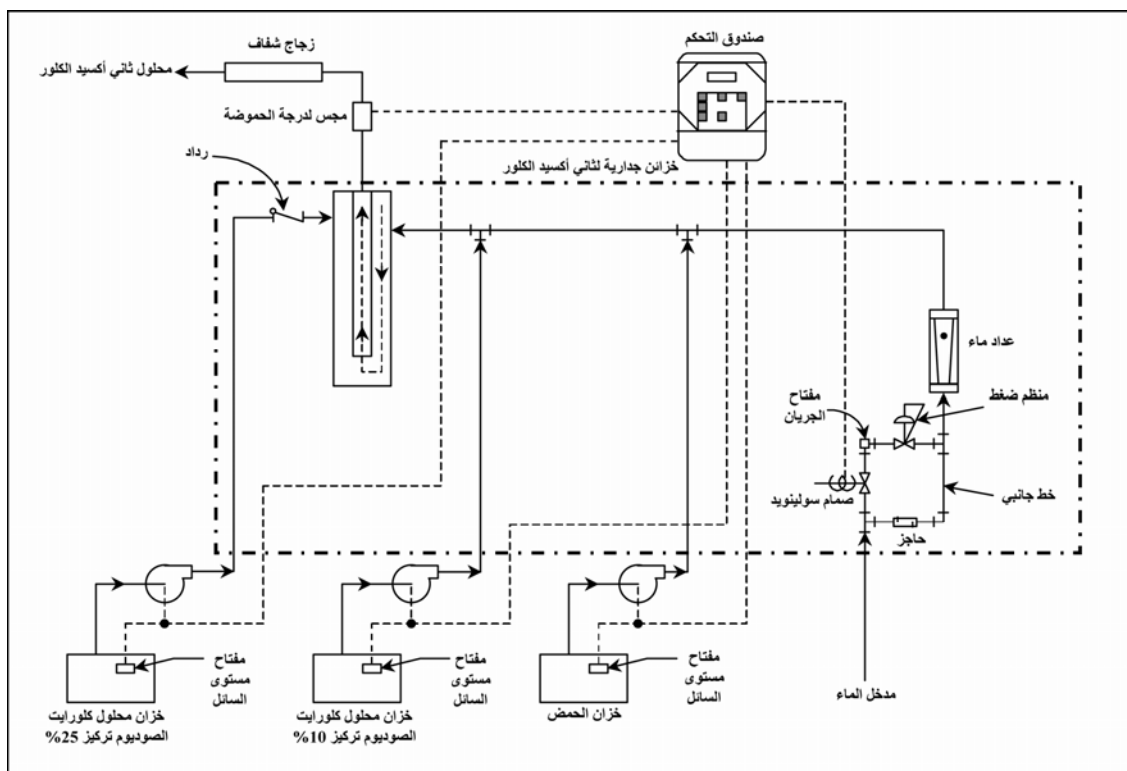 صندوق التحكم
زجاج شفاف
محلول ثاني أكسيد الكلور
مجس لدرجة الحموضة
رداد
خزائن جدارية لثاني أكسيد الكلور
عداد ماء
منظم ضغط
مفتاح
الجريان
خط جانبي
صمام سولينويد
حاجز
مفتاح
مستوى
السائل
مفتاح
مستوى
السائل
مفتاح
مستوى
السائل
مدخل الماء
خزان الحمض
خزان محلول كلورايت
الصوديوم تركيز 10%
خزان محلول كلورايت
الصوديوم تركيز 25%